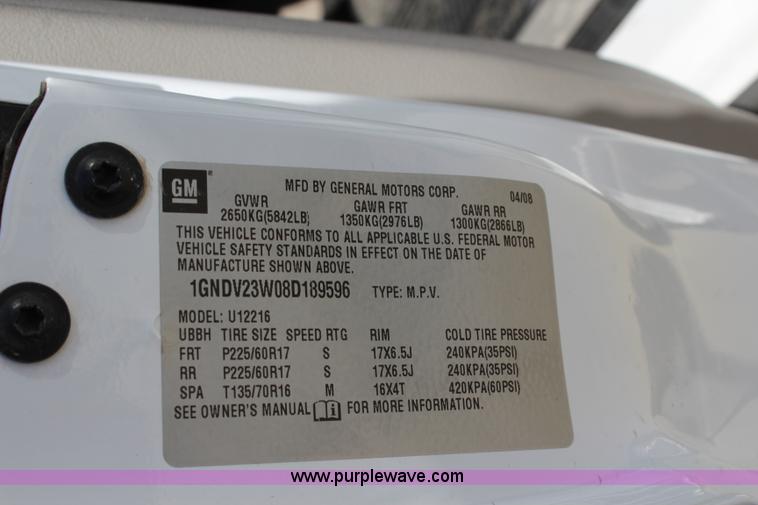 GM
MFD BY GENERAL MOTORS CORP. 04/08
GVWR GAWR FRT GAWR RR
2650KG(5842LB) 1350KG(2976LB) 1300KG(2866LB)
THIS VEHICLE CONFORMS TO ALL APPLICABLE U.S. FEDERAL MOTOR
VEHICLE SAFETY STANDARDS IN EFFECT ON THE DATE OF
MANUFACTURE SHOWN ABOVE.
1GNDV23W08D189596 TYPE: M.P.V.
MODEL: U12216
UBBH TIRE SIZE SPEED RTG RIM COLD TIRE PRESSURE
FRT P225/60R17 S 17X6.5J 240KPA(35PSI)
RR P225/60R17 S 17X6.5J 240KPA(35PSI)
SPA T135/70R16 M 16X4T 420KPA(60PSI)
SEE OWNER'S MANUAL i FOR MORE INFORMATION.
www.purplewave.com